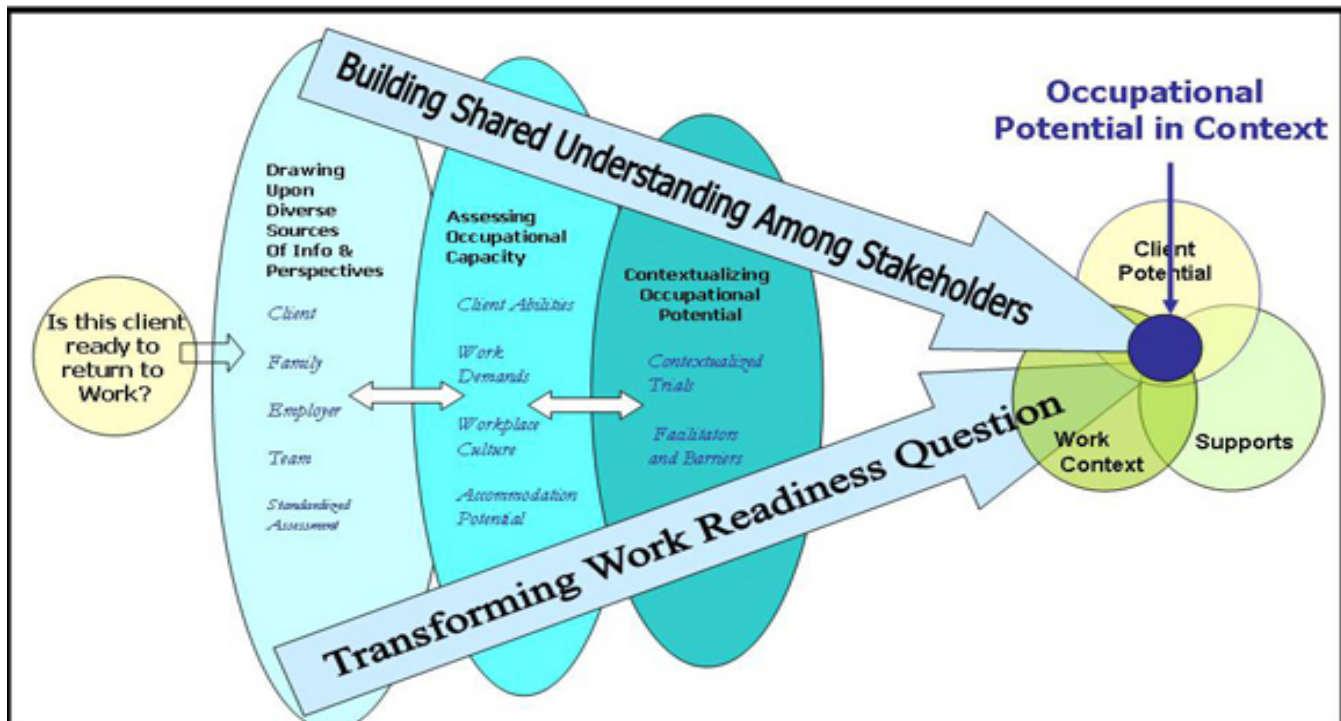 Is this client
ready to
return to
Work?
Drawing
Upon
Diverse
Sources
Of Info &
Perspectives
Client
Family
Employer
Team
Standardized
Assessment
Assessing
Occupational
Capacity
Client Abilities
Work
Demands
Workplace
Culture
Accommodation
Potential
Contextualizing
Occupational
Potential
Contextualized
Trials
Facilitators
and Barriers
Building Shared Understanding Among Stakeholders
Transforming Work Readiness Question
Occupational
Potential in Context
Client
Potential
Work
Context
Supports